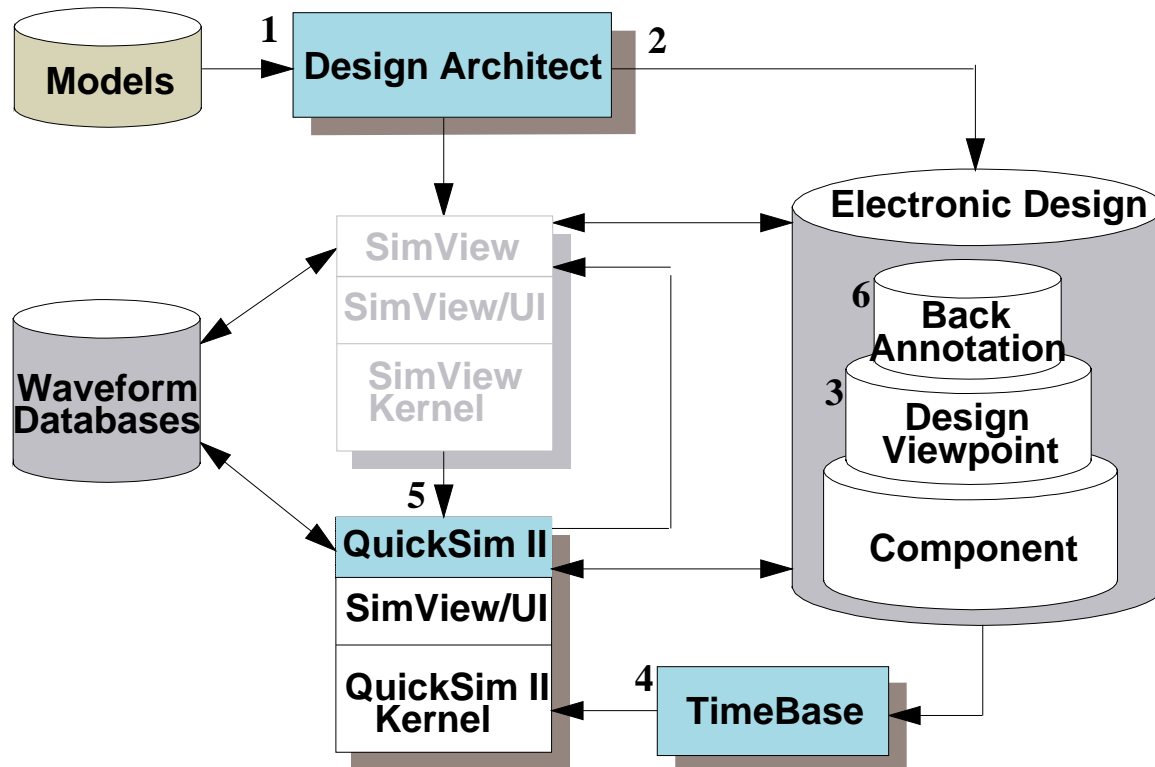 1
2
Models
Design Architect
Electronic Design
SimView
SimView/UI
SimView
Kernel
6
Back
Annotation
3
Design
Viewpoint
Waveform
Databases
5
QuickSim II
Component
SimView/UI
QuickSim II
Kernel
4
TimeBase